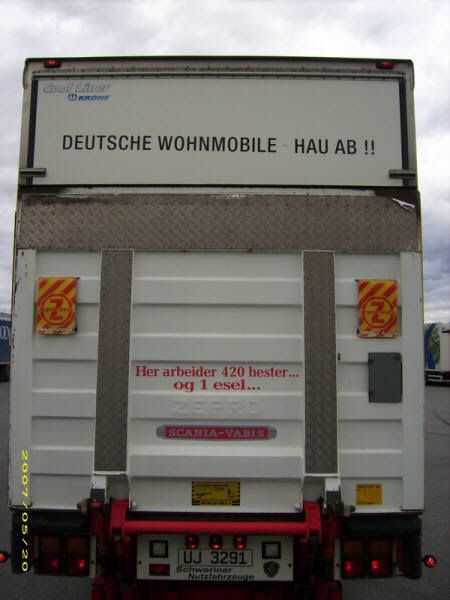 Cool Liner
KRONE
DEUTSCHE WOHNMOBILE - HAU AB !!
Z
Z
Her arbeider 420 hester...
og 1 esel...
ZEPRO
SCANIA-VABIS
UJ 3291
Schweriner
Nutzfahrzeuge
2007/05/20